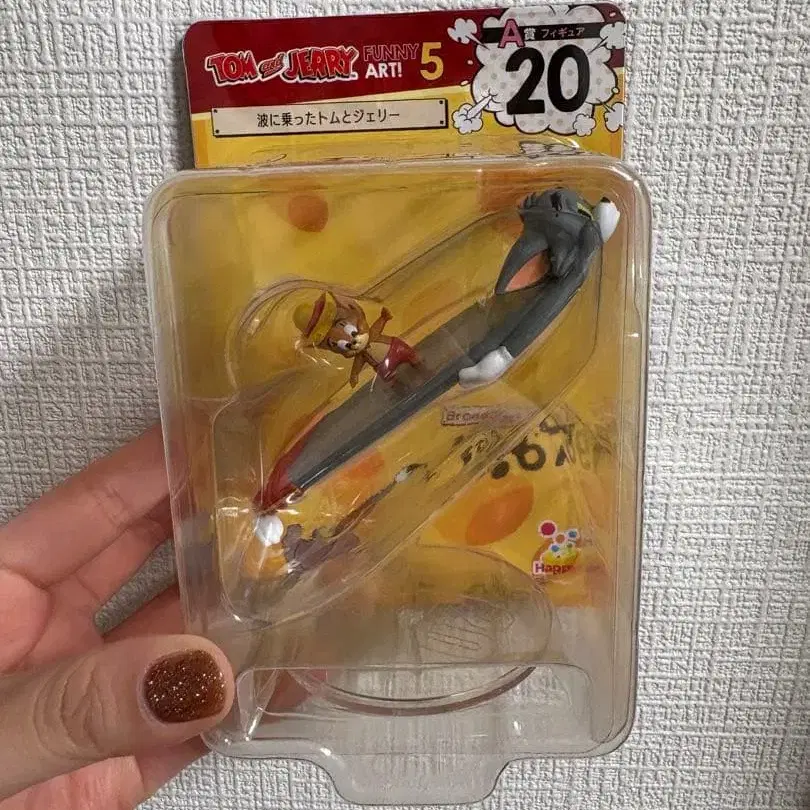 TOM and JERRY FUNNY ART! 5
A賞 フィギュア
20
波に乗ったトムとジェリー
Happy